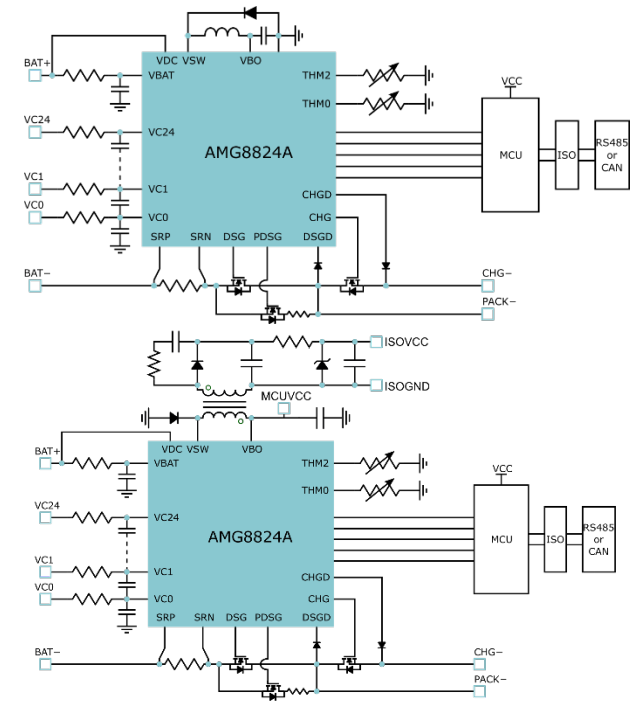 BAT+
VDC VSW VBO
VBAT
THM2
THM0
VCC
VC24
VC24
AMG8824A
MCU
ISO
RS485
or
CAN
VC1
VC1
CHGD
VC0
VC0
CHG
SRP SRN DSG PDSG DSGD
BAT−
CHG−
PACK−
ISOVCC
ISOGND
MCUVCC
BAT+
VDC VSW VBO
VBAT
THM2
THM0
VCC
VC24
VC24
AMG8824A
MCU
ISO
RS485
or
CAN
VC1
VC1
CHGD
VC0
VC0
CHG
SRP SRN DSG PDSG DSGD
BAT−
CHG−
PACK−